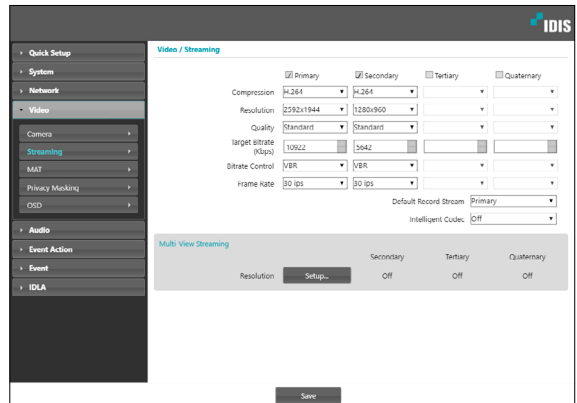 IDIS
Quick Setup
System
Network
Video
Camera
Streaming
MAT
Privacy Masking
OSD
Audio
Event Action
Event
IDLA
Video / Streaming
Primary Secondary Tertiary Quaternary
Compression H.264 H.264
Resolution 2592x1944 1280x960
Quality Standard Standard
Target Bitrate (Kbps) 10922 5642
Bitrate Control VBR VBR
Frame Rate 30 ips 30 ips
Default Record Stream Primary
Intelligent Codec Off
Multi View Streaming
Secondary Tertiary Quaternary
Resolution Setup... Off Off Off
Save